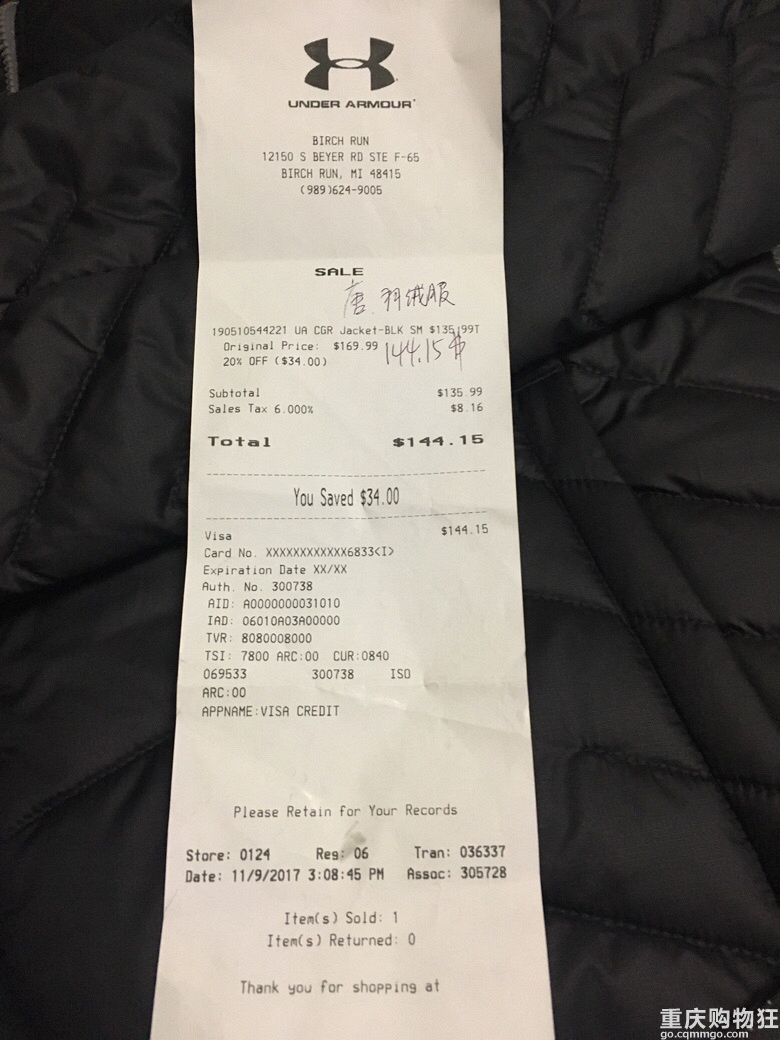 UNDER ARMOUR
BIRCH RUN
12150 S BEYER RD STE F-65
BIRCH RUN, MI 48415
(989)624-9005
SALE
唐 羽绒服
190510544221 UA CGR Jacket-BLK SM $135.99T
Original Price: $169.99 144.15$
20% OFF ($34.00)
Subtotal $135.99
Sales Tax 6.000% $8.16
Total $144.15
You Saved $34.00
Visa $144.15
Card No. XXXXXXXXXXXX6833<I>
Expiration Date XX/XX
Auth. No. 300738
AID: A0000000031010
IAD: 06010A03A00000
TVR: 8080008000
TSI: 7800 ARC:00 CUR:0840
069533 300738 ISO
ARC:00
APPNAME:VISA CREDIT
Please Retain for Your Records
Store: 0124 Reg: 06 Tran: 036337
Date: 11/9/2017 3:08:45 PM Assoc: 305728
Item(s) Sold: 1
Item(s) Returned: 0
Thank you for shopping at
重庆购物狂
go.cqmmgo.com